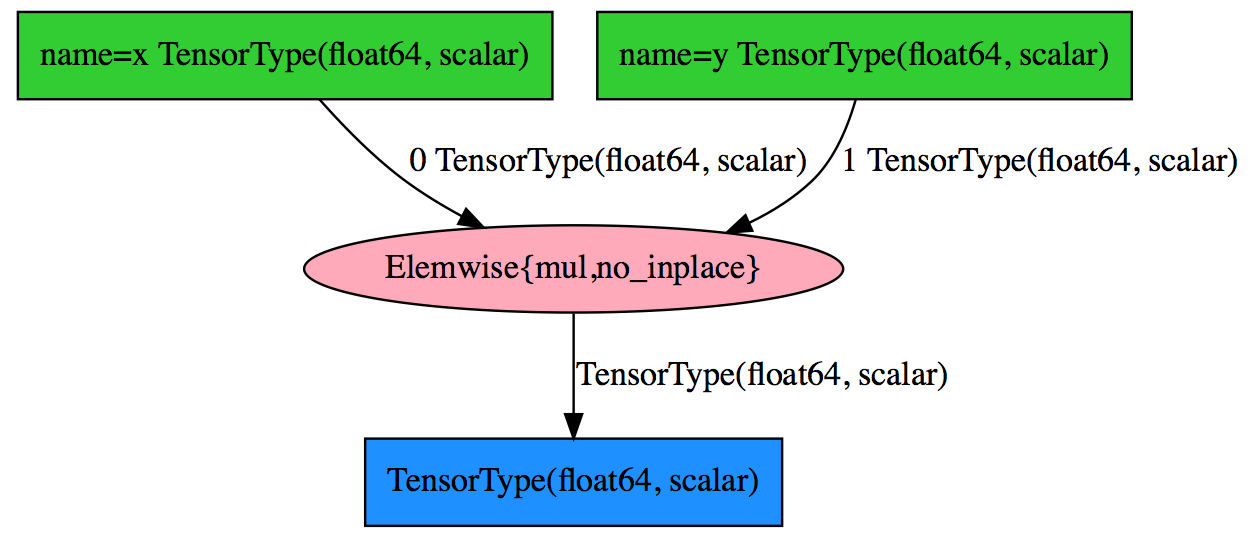 name=x TensorType(float64, scalar)
name=y TensorType(float64, scalar)
0 TensorType(float64, scalar)
1 TensorType(float64, scalar)
Elemwise{mul,no_inplace}
TensorType(float64, scalar)
TensorType(float64, scalar)